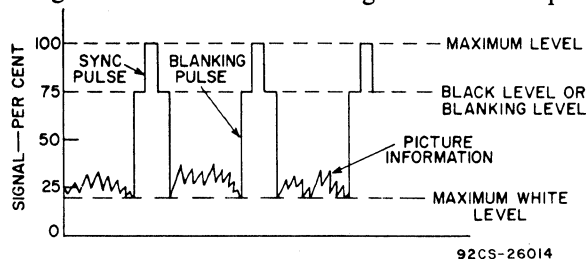 100
MAXIMUM LEVEL
SYNC
PULSE
BLANKING
PULSE
75
BLACK LEVEL OR
BLANKING LEVEL
50
PICTURE
INFORMATION
25
MAXIMUM WHITE
LEVEL
0
SIGNAL—PER CENT
92CS-26014